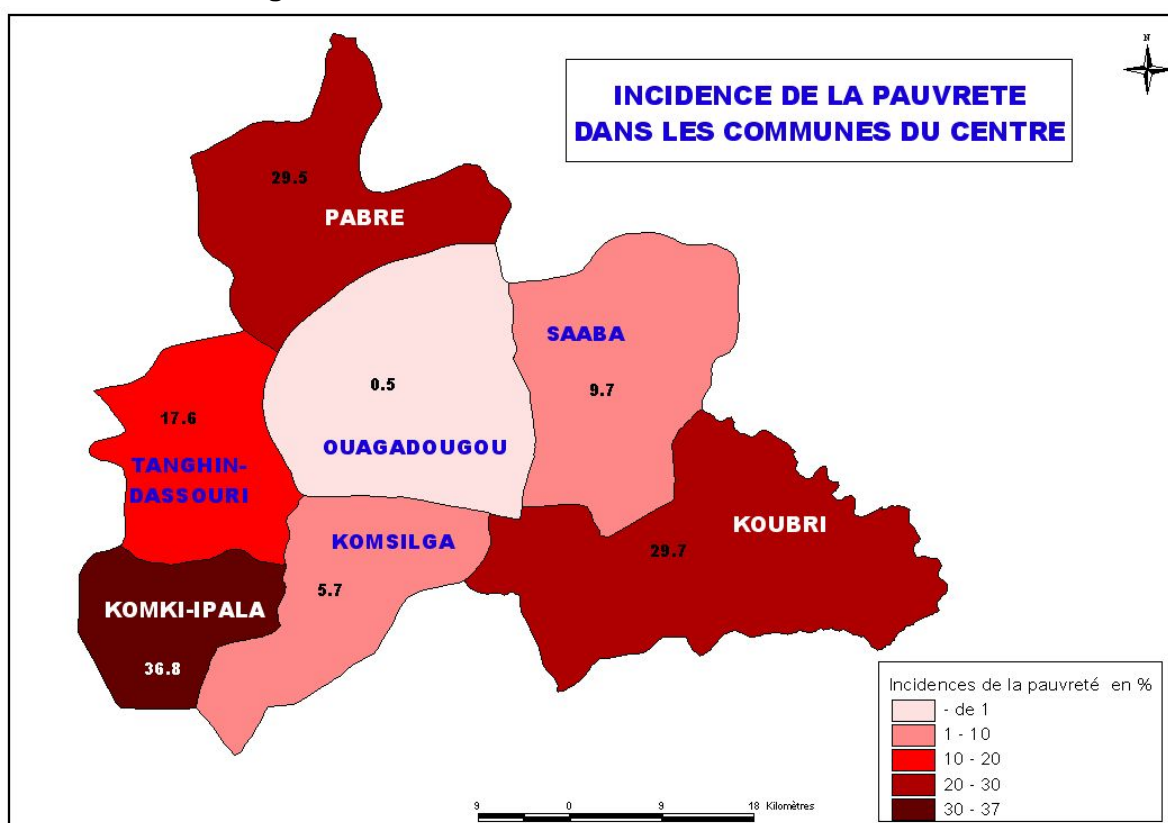 N
INCIDENCE DE LA PAUVRETE
DANS LES COMMUNES DU CENTRE
29.5
PABRE
SAABA
0.5
9.7
17.6
OUAGADOUGOU
TANGHIN-
DASSOURI
KOUBRI
KOMSILGA
29.7
5.7
KOMKI-IPALA
36.8
Incidences de la pauvreté en %
- de 1
1 - 10
10 - 20
20 - 30
30 - 37
9 0 9 18 Kilomètres